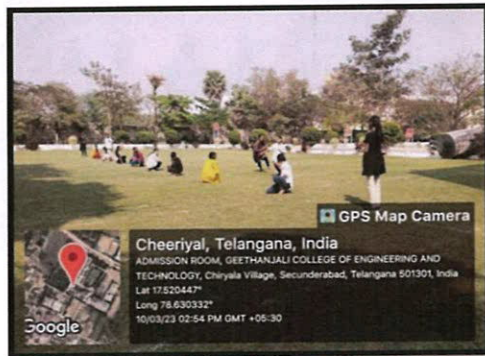 GPS Map Camera
Cheeriyal, Telangana, India
ADMISSION ROOM, GEETHANJALI COLLEGE OF ENGINEERING AND
TECHNOLOGY, Chiryala Village, Secunderabad, Telangana 501301, India
Lat 17.520447°
Long 78.630332°
10/03/23 02:54 PM GMT +05:30
Google